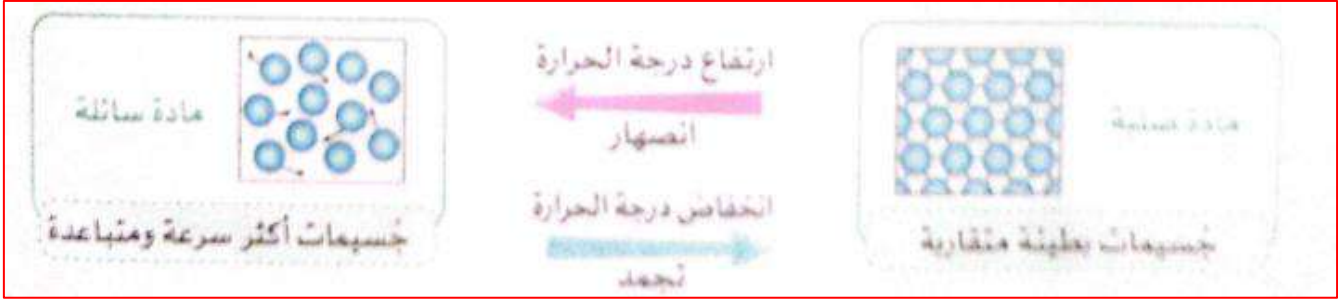 مادة صلبة
جسيمات بطيئة متقاربة
ارتفاع درجة الحرارة
انصهار
انخفاض درجة الحرارة
تجمد
مادة سائلة
جسيمات أكثر سرعة ومتباعدة